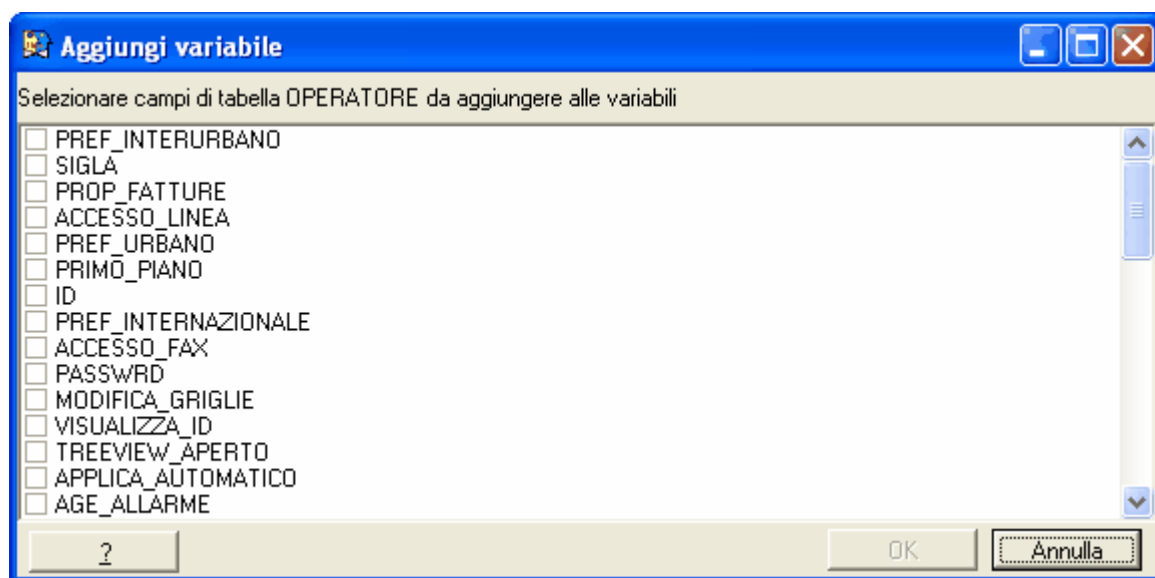 Aggiungi variabile
Selezionare campi di tabella OPERATORE da aggiungere alle variabili
PREF_INTERURBANO
SIGLA
PROP_FATTURE
ACCESSO_LINEA
PREF_URBANO
PRIMO_PIANO
ID
PREF_INTERNAZIONALE
ACCESSO_FAX
PASSWRD
MODIFICA_GRIGLIE
VISUALIZZA_ID
TREEVIEW_APERTO
APPLICA_AUTOMATICO
AGE_ALLARME
? OK Annulla